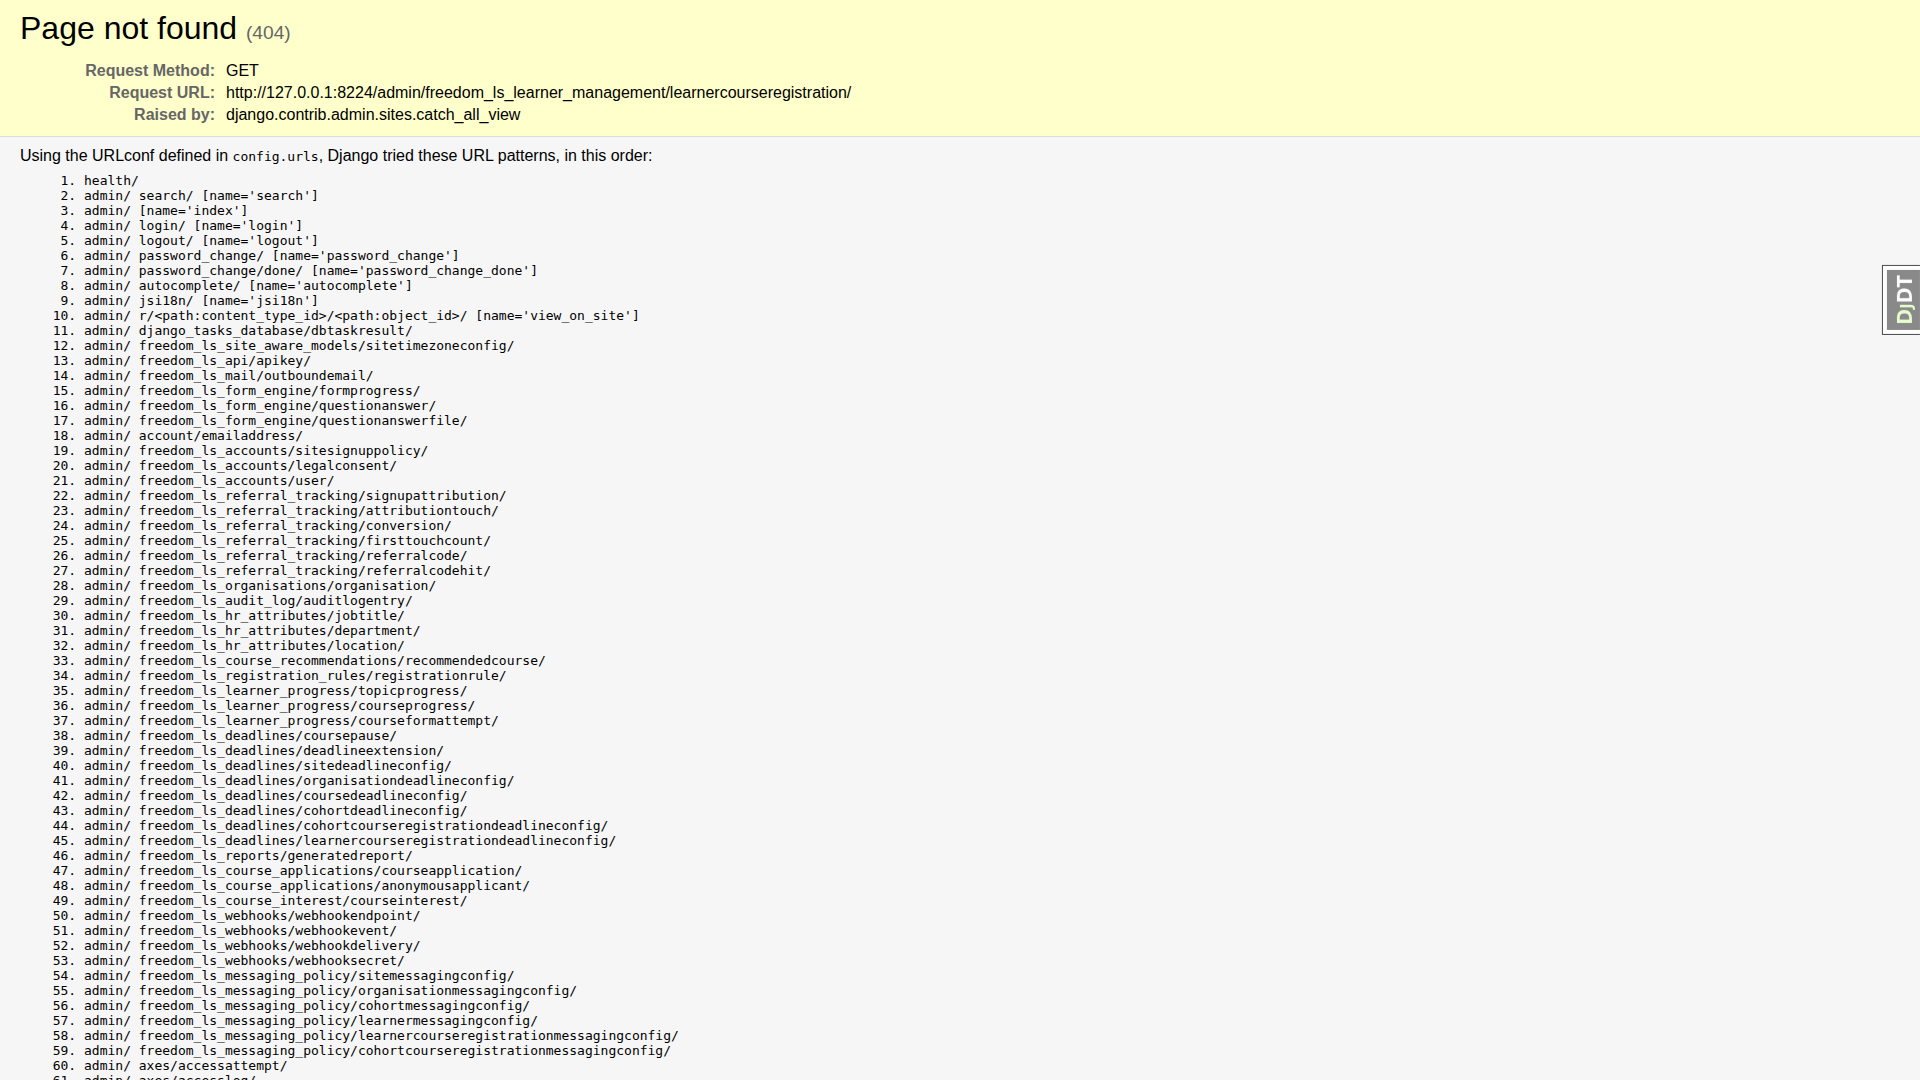 Page not found (404)
Request Method: GET
Request URL: http://127.0.0.1:8224/admin/freedom_ls_learner_management/learnercourseregistration/
Raised by: django.contrib.admin.sites.catch_all_view
Using the URLconf defined in config.urls, Django tried these URL patterns, in this order:
1. health/
2. admin/ search/ [name='search']
3. admin/ [name='index']
4. admin/ login/ [name='login']
5. admin/ logout/ [name='logout']
6. admin/ password_change/ [name='password_change']
7. admin/ password_change/done/ [name='password_change_done']
8. admin/ autocomplete/ [name='autocomplete']
9. admin/ jsi18n/ [name='jsi18n']
10. admin/ r/<path:content_type_id>/<path:object_id>/ [name='view_on_site']
11. admin/ django_tasks_database/dbtaskresult/
12. admin/ freedom_ls_site_aware_models/sitetimezoneconfig/
13. admin/ freedom_ls_api/apikey/
14. admin/ freedom_ls_mail/outboundemail/
15. admin/ freedom_ls_form_engine/formprogress/
16. admin/ freedom_ls_form_engine/questionanswer/
17. admin/ freedom_ls_form_engine/questionanswerfile/
18. admin/ account/emailaddress/
19. admin/ freedom_ls_accounts/sitesignuppolicy/
20. admin/ freedom_ls_accounts/legalconsent/
21. admin/ freedom_ls_accounts/user/
22. admin/ freedom_ls_referral_tracking/signupattribution/
23. admin/ freedom_ls_referral_tracking/attributiontouch/
24. admin/ freedom_ls_referral_tracking/conversion/
25. admin/ freedom_ls_referral_tracking/firsttouchcount/
26. admin/ freedom_ls_referral_tracking/referralcode/
27. admin/ freedom_ls_referral_tracking/referralcodehit/
28. admin/ freedom_ls_organisations/organisation/
29. admin/ freedom_ls_audit_log/auditlogentry/
30. admin/ freedom_ls_hr_attributes/jobtitle/
31. admin/ freedom_ls_hr_attributes/department/
32. admin/ freedom_ls_hr_attributes/location/
33. admin/ freedom_ls_course_recommendations/recommendedcourse/
34. admin/ freedom_ls_registration_rules/registrationrule/
35. admin/ freedom_ls_learner_progress/topicprogress/
36. admin/ freedom_ls_learner_progress/courseprogress/
37. admin/ freedom_ls_learner_progress/courseformattempt/
38. admin/ freedom_ls_deadlines/coursepause/
39. admin/ freedom_ls_deadlines/deadlineextension/
40. admin/ freedom_ls_deadlines/sitedeadlineconfig/
41. admin/ freedom_ls_deadlines/organisationdeadlineconfig/
42. admin/ freedom_ls_deadlines/coursedeadlineconfig/
43. admin/ freedom_ls_deadlines/cohortdeadlineconfig/
44. admin/ freedom_ls_deadlines/cohortcourseregistrationdeadlineconfig/
45. admin/ freedom_ls_deadlines/learnercourseregistrationdeadlineconfig/
46. admin/ freedom_ls_reports/generatedreport/
47. admin/ freedom_ls_course_applications/courseapplication/
48. admin/ freedom_ls_course_applications/anonymousapplicant/
49. admin/ freedom_ls_course_interest/courseinterest/
50. admin/ freedom_ls_webhooks/webhookendpoint/
51. admin/ freedom_ls_webhooks/webhookevent/
52. admin/ freedom_ls_webhooks/webhookdelivery/
53. admin/ freedom_ls_webhooks/webhooksecret/
54. admin/ freedom_ls_messaging_policy/sitemessagingconfig/
55. admin/ freedom_ls_messaging_policy/organisationmessagingconfig/
56. admin/ freedom_ls_messaging_policy/cohortmessagingconfig/
57. admin/ freedom_ls_messaging_policy/learnermessagingconfig/
58. admin/ freedom_ls_messaging_policy/learnercourseregistrationmessagingconfig/
59. admin/ freedom_ls_messaging_policy/cohortcourseregistrationmessagingconfig/
60. admin/ axes/accessattempt/
61. admin/ axes/accesslog/
DjDT